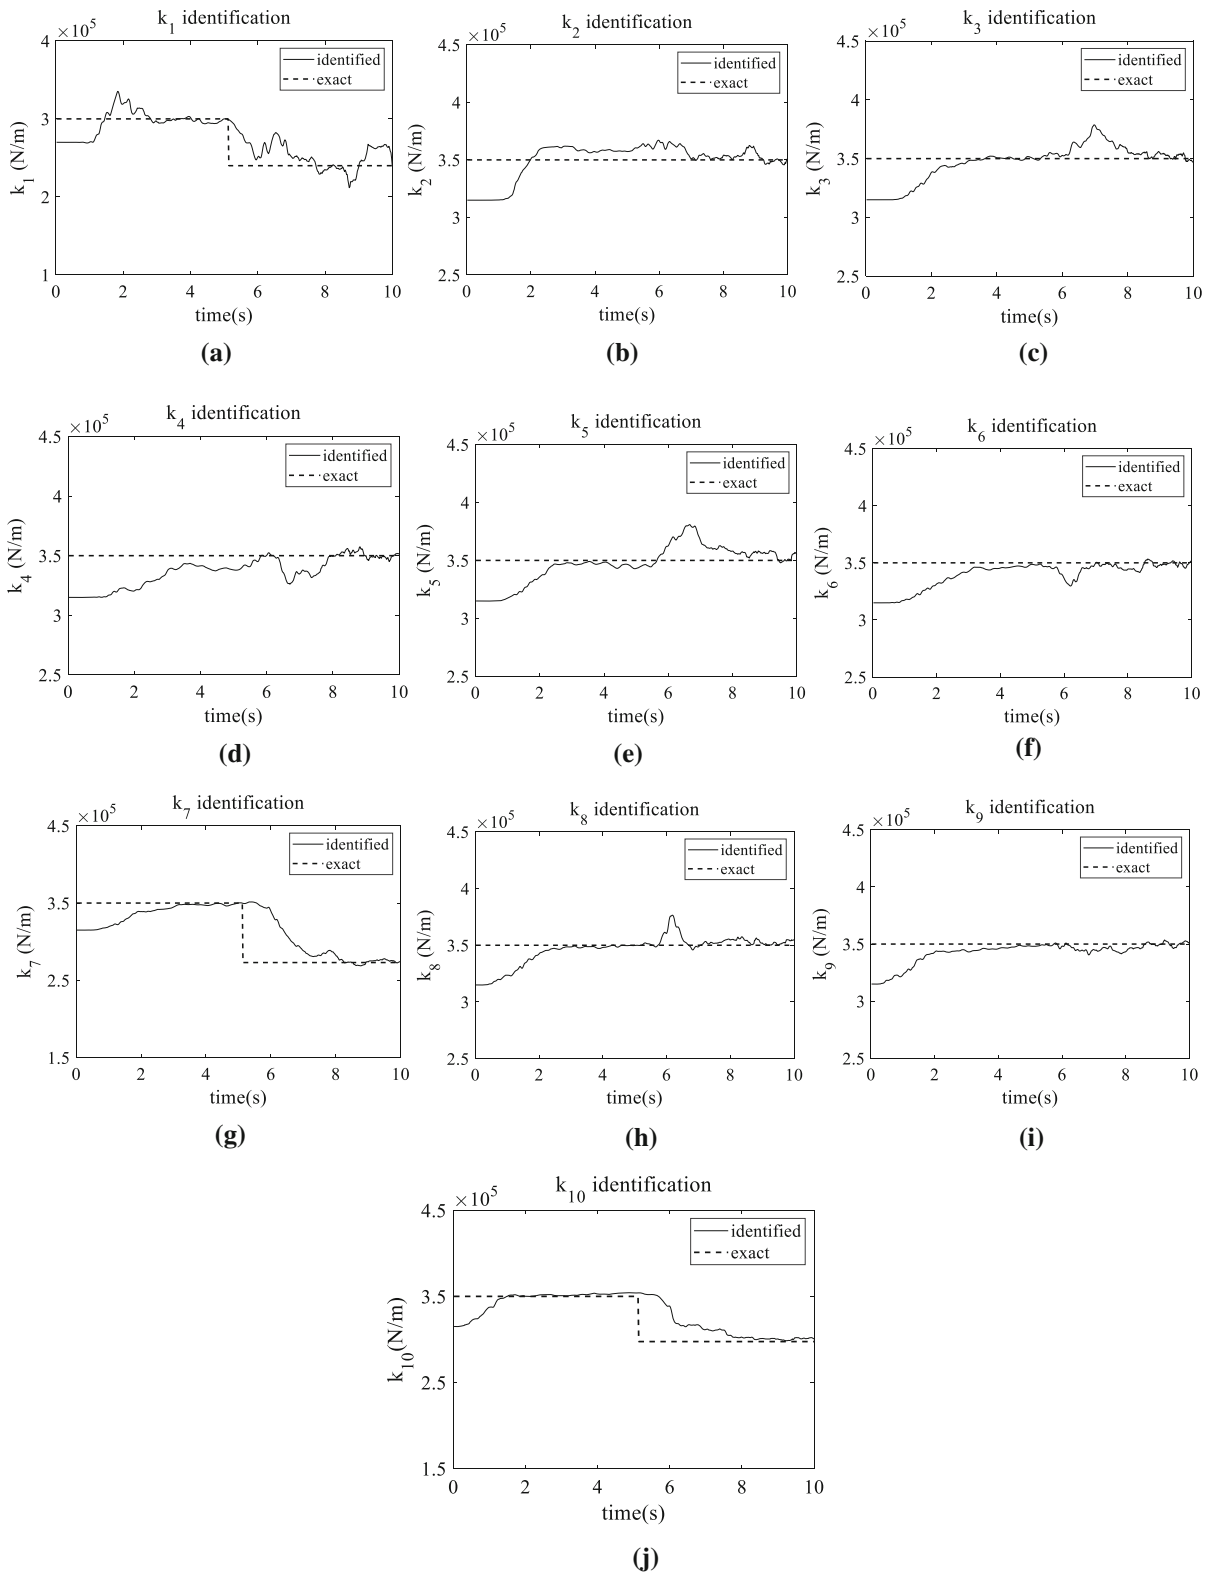 k1 identification
×10^5
4
3
2
1
k1 (N/m)
identified
exact
0 2 4 6 8 10
time(s)
(a)
k2 identification
×10^5
4.5
4
3.5
3
2.5
k2 (N/m)
identified
exact
0 2 4 6 8 10
time(s)
(b)
k3 identification
×10^5
4.5
4
3.5
3
2.5
k3 (N/m)
identified
exact
0 2 4 6 8 10
time(s)
(c)
k4 identification
×10^5
4.5
4
3.5
3
2.5
k4 (N/m)
identified
exact
0 2 4 6 8 10
time(s)
(d)
k5 identification
×10^5
4.5
4
3.5
3
2.5
k5 (N/m)
identified
exact
0 2 4 6 8 10
time(s)
(e)
k6 identification
×10^5
4.5
4
3.5
3
2.5
k6 (N/m)
identified
exact
0 2 4 6 8 10
time(s)
(f)
k7 identification
×10^5
4.5
3.5
2.5
1.5
k7 (N/m)
identified
exact
0 2 4 6 8 10
time(s)
(g)
k8 identification
×10^5
4.5
4
3.5
3
2.5
k8 (N/m)
identified
exact
0 2 4 6 8 10
time(s)
(h)
k9 identification
×10^5
4.5
4
3.5
3
2.5
k9 (N/m)
identified
exact
0 2 4 6 8 10
time(s)
(i)
k10 identification
×10^5
4.5
3.5
2.5
1.5
k10(N/m)
identified
exact
0 2 4 6 8 10
time(s)
(j)